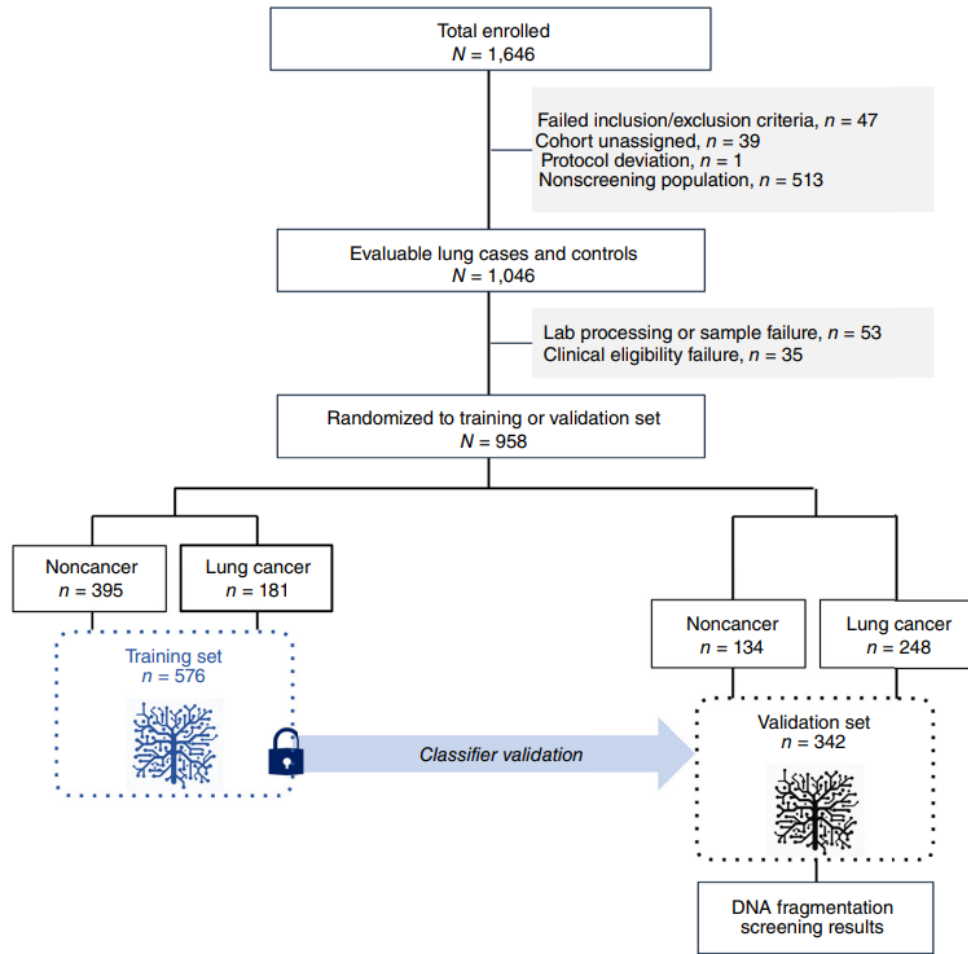 Total enrolled
N = 1,646
Failed inclusion/exclusion criteria, n = 47
Cohort unassigned, n = 39
Protocol deviation, n = 1
Nonscreening population, n = 513
Evaluable lung cases and controls
N = 1,046
Lab processing or sample failure, n = 53
Clinical eligibility failure, n = 35
Randomized to training or validation set
N = 958
Noncancer
n = 395
Lung cancer
n = 181
Training set
n = 576
Classifier validation
Noncancer
n = 134
Lung cancer
n = 248
Validation set
n = 342
DNA fragmentation
screening results